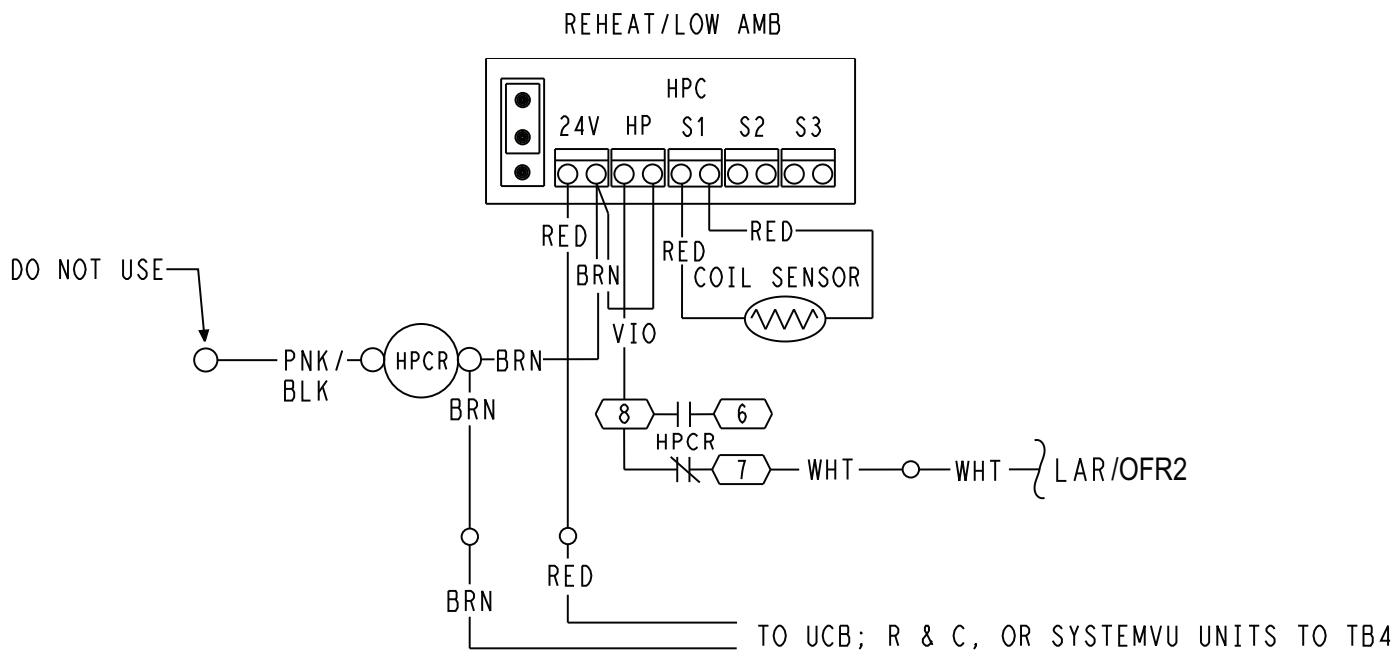 REHEAT/LOW AMB
HPC
24V HP S1 S2 S3
RED
RED
RED
BRN
COIL SENSOR
DO NOT USE
VIO
PNK/
BLK
HPCR
BRN
BRN
8
6
HPCR
7
WHT
WHT
LAR/OFR2
RED
BRN
TO UCB; R & C, OR SYSTEMVU UNITS TO TB4